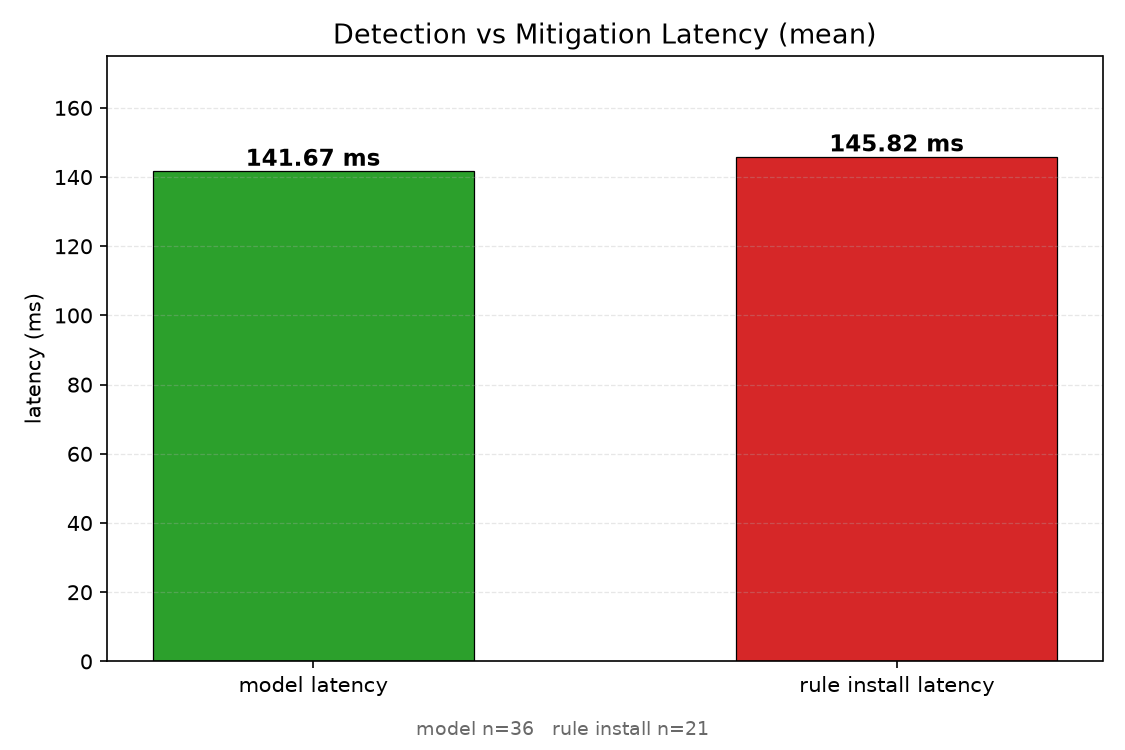 Detection vs Mitigation Latency (mean)
160
140
120
100
80
60
40
20
0
latency (ms)
141.67 ms
145.82 ms
model latency
rule install latency
model n=36   rule install n=21